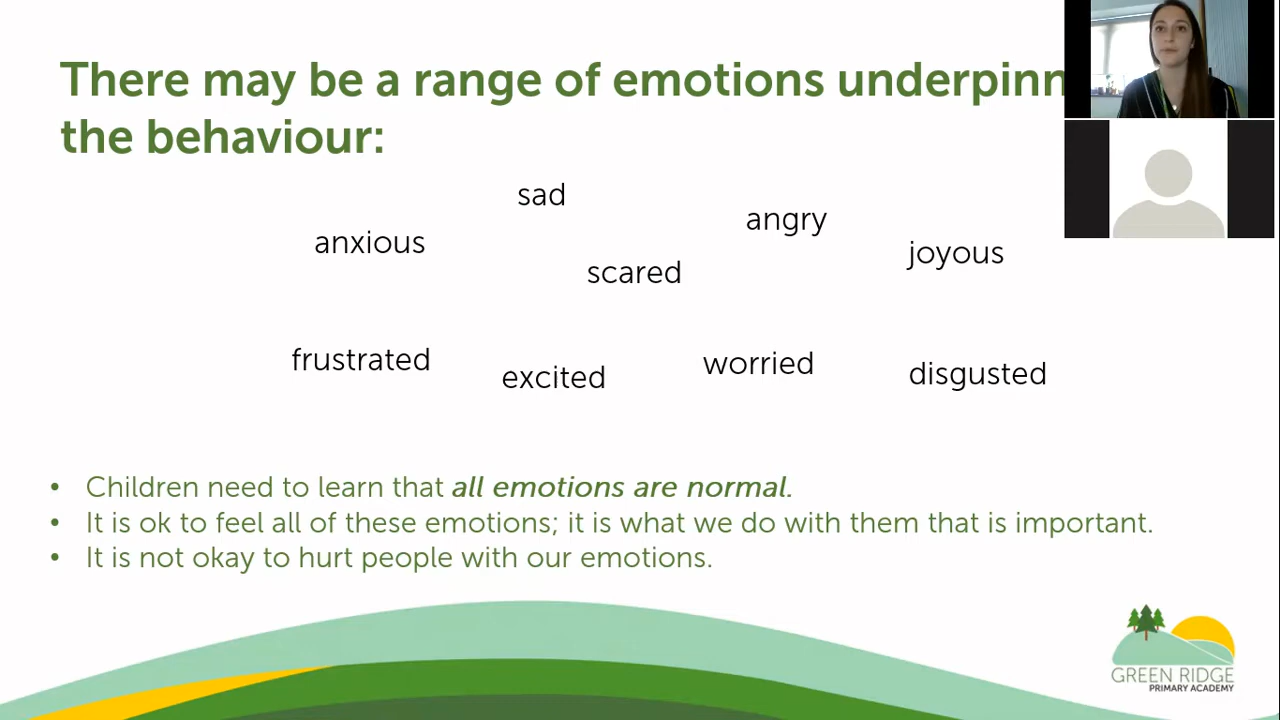 There may be a range of emotions underpinn
the behaviour:
sad
angry
anxious
joyous
scared
frustrated
excited
worried
disgusted
• Children need to learn that all emotions are normal.
• It is ok to feel all of these emotions; it is what we do with them that is important.
• It is not okay to hurt people with our emotions.
GREEN RIDGE
PRIMARY ACADEMY